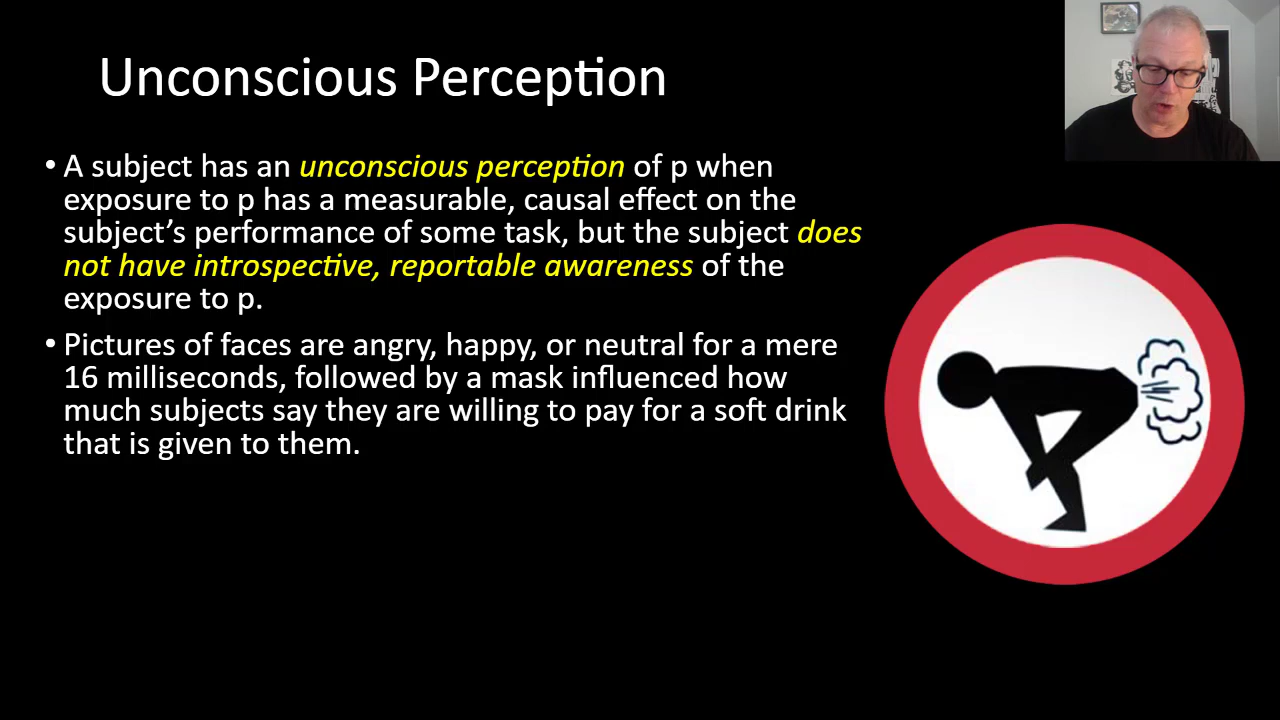 Unconscious Perception
• A subject has an unconscious perception of p when
exposure to p has a measurable, causal effect on the
subject’s performance of some task, but the subject does
not have introspective, reportable awareness of the
exposure to p.
• Pictures of faces are angry, happy, or neutral for a mere
16 milliseconds, followed by a mask influenced how
much subjects say they are willing to pay for a soft drink
that is given to them.